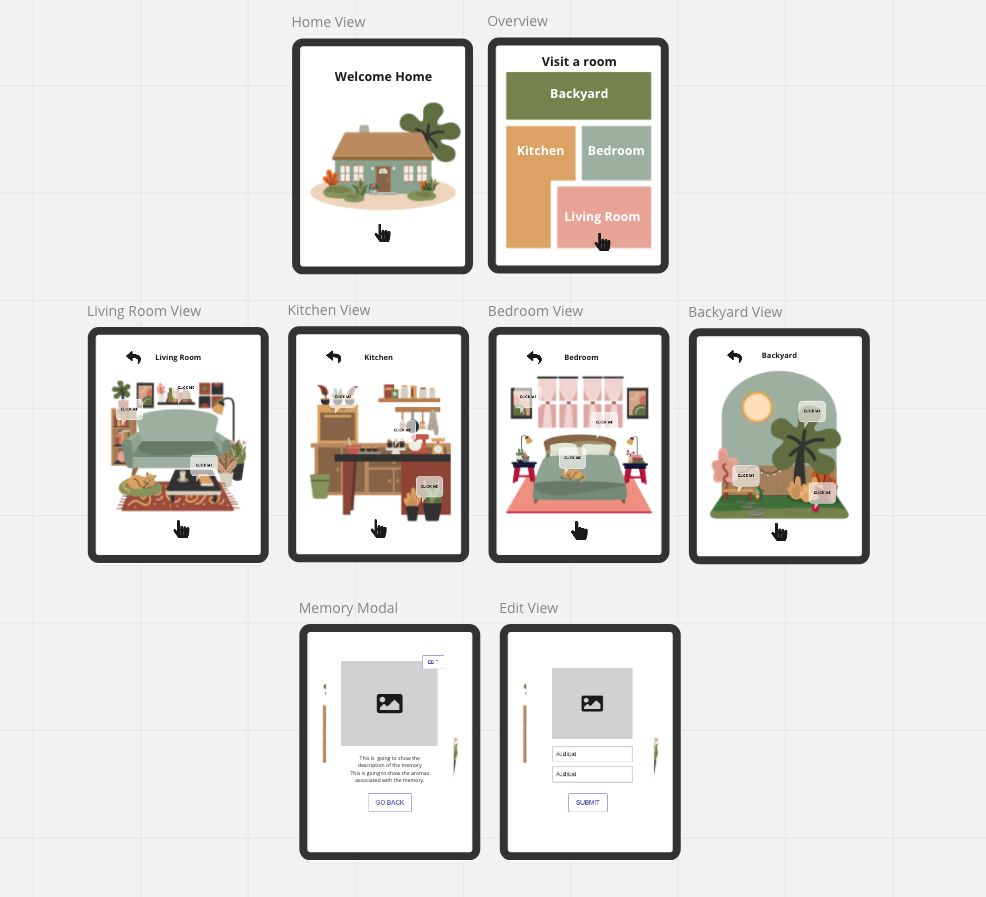 Home View
Overview
Welcome Home
Visit a room
Backyard
Kitchen
Bedroom
Living Room
Living Room View
Kitchen View
Bedroom View
Backyard View
Living Room
CLICK ME
CLICK ME
CLICK ME
Kitchen
CLICK ME
CLICK ME
CLICK ME
Bedroom
CLICK ME
CLICK ME
CLICK ME
Backyard
CLICK ME
CLICK ME
CLICK ME
Memory Modal
Edit View
EDIT
This is going to show the
description of the memory
This is going to show the aromas
associated with the memory.
GO BACK
Add text
Add text
SUBMIT